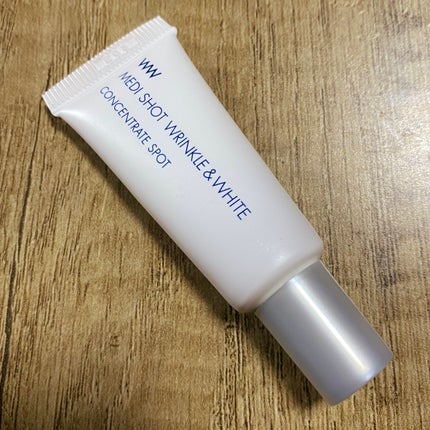 WW
MEDI SHOT WRINKLE & WHITE
CONCENTRATE SPOT